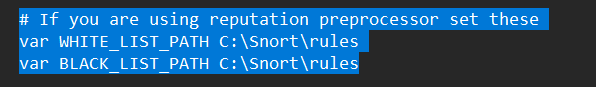 # If you are using reputation preprocessor set these
var WHITE_LIST_PATH C:\Snort\rules
var BLACK_LIST_PATH C:\Snort\rules